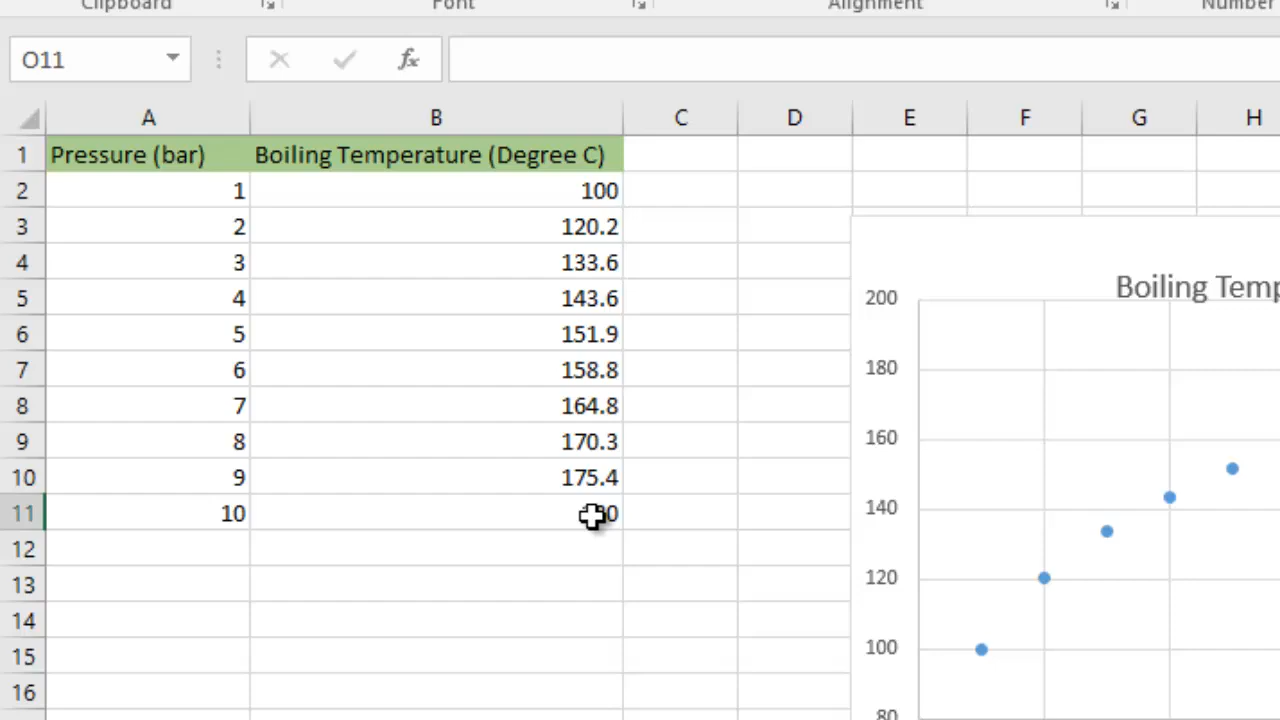 Clipboard Font Alignment Number
O11 fx
A B C D E F G H
1 Pressure (bar) Boiling Temperature (Degree C)
2 1 100
3 2 120.2
4 3 133.6
5 4 143.6
6 5 151.9
7 6 158.8
8 7 164.8
9 8 170.3
10 9 175.4
11 10
12
13
14
15
16
Boiling Temp
200
180
160
140
120
100
80